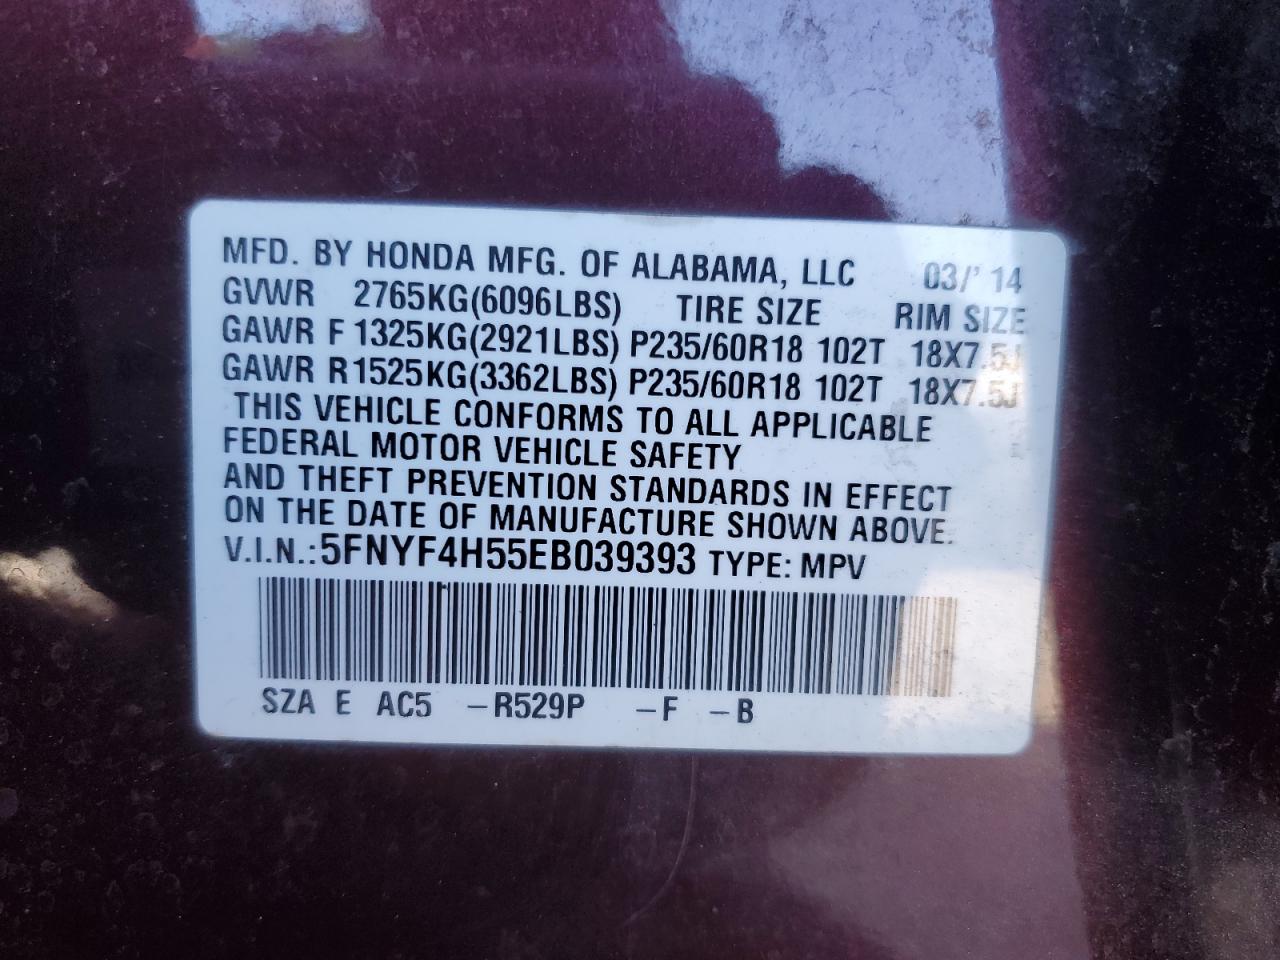 MFD. BY HONDA MFG. OF ALABAMA, LLC 03/' 14
GVWR 2765KG(6096LBS) TIRE SIZE RIM SIZE
GAWR F 1325KG(2921LBS) P235/60R18 102T 18X7.5J
GAWR R1525KG(3362LBS) P235/60R18 102T 18X7.5J
THIS VEHICLE CONFORMS TO ALL APPLICABLE
FEDERAL MOTOR VEHICLE SAFETY
AND THEFT PREVENTION STANDARDS IN EFFECT
ON THE DATE OF MANUFACTURE SHOWN ABOVE.
V.I.N.:5FNYF4H55EB039393 TYPE: MPV
SZA E AC5 –R529P –F –B